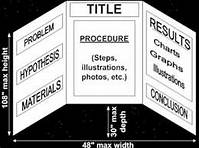 TITLE
PROBLEM
HYPOTHESIS
MATERIALS
PROCEDURE
(Steps,
illustrations,
photos, etc.)
RESULTS
Charts
Graphs
Illustrations
CONCLUSION
108" max height
30" max
depth
48" max width